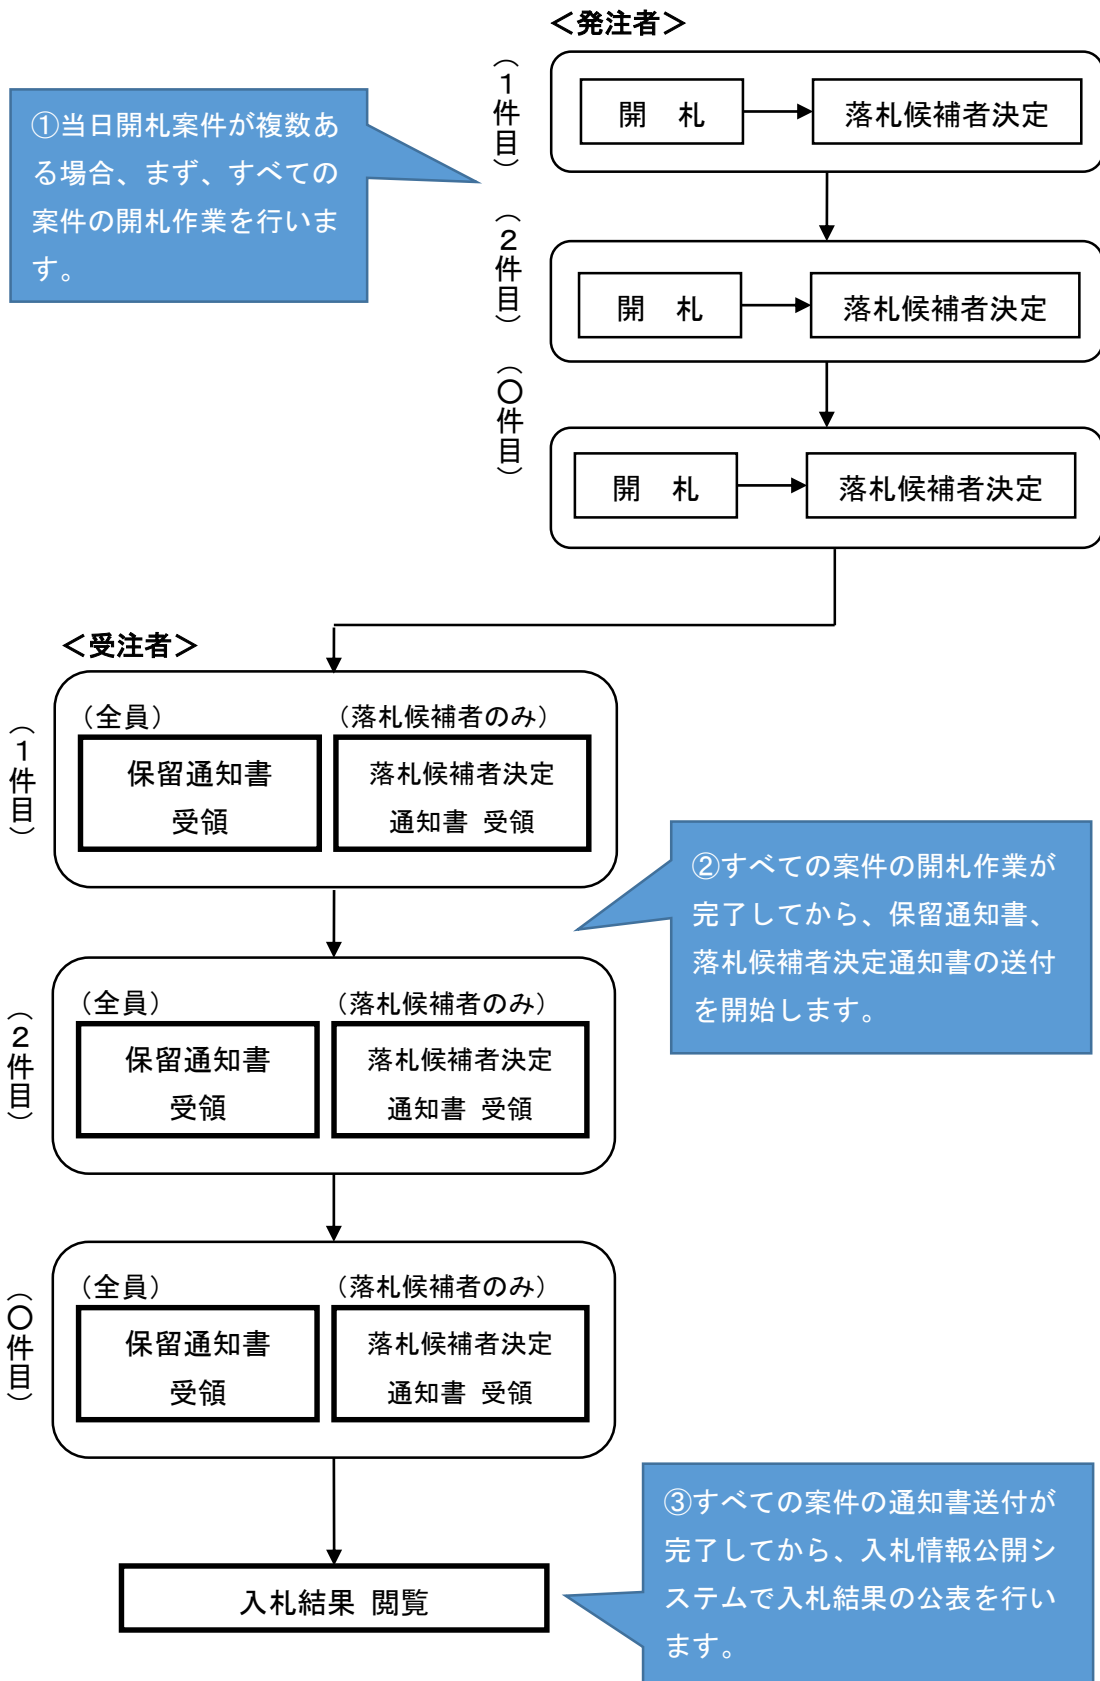 ＜発注者＞
（１件目）
開　札
落札候補者決定
①当日開札案件が複数あ
る場合、まず、すべての
案件の開札作業を行いま
す。
（２件目）
開　札
落札候補者決定
（〇件目）
開　札
落札候補者決定
＜受注者＞
（１件目）
（全員）
（落札候補者のみ）
保留通知書
受領
落札候補者決定
通知書 受領
②すべての案件の開札作業が
完了してから、保留通知書、
落札候補者決定通知書の送付
を開始します。
（２件目）
（全員）
（落札候補者のみ）
保留通知書
受領
落札候補者決定
通知書 受領
（〇件目）
（全員）
（落札候補者のみ）
保留通知書
受領
落札候補者決定
通知書 受領
③すべての案件の通知書送付が
完了してから、入札情報公開シ
ステムで入札結果の公表を行い
ます。
入札結果 閲覧